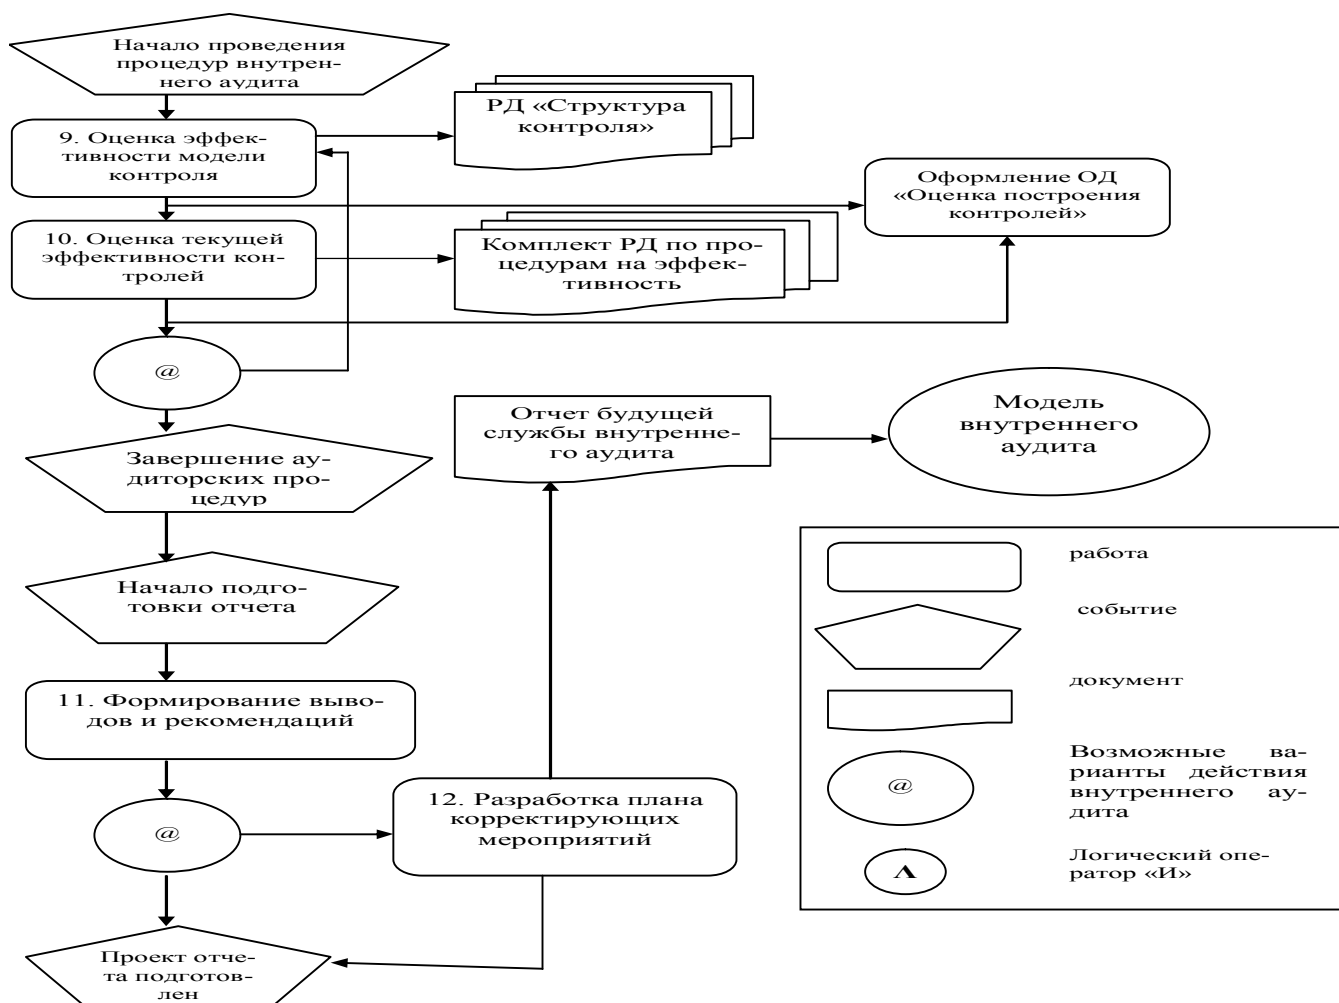 Начало проведения
процедур внутрен-
него аудита
РД «Структура
контроля»
9. Оценка эффек-
тивности модели
контроля
Оформление ОД
«Оценка построения
контролей»
10. Оценка текущей
эффективности кон-
тролей
Комплект РД по про-
цедурам на эффек-
тивность
@
Отчет будущей
службы внутренне-
го аудита
Модель
внутреннего
аудита
Завершение ау-
диторских про-
цедур
Начало подго-
товки отчета
11. Формирование выво-
дов и рекомендаций
@
12. Разработка плана
корректирующих
мероприятий
Проект отче-
та подготов-
лен
работа
событие
документ
@
Возможные ва-
рианты действия
внутреннего ау-
дита
Λ
Логический опе-
ратор «И»